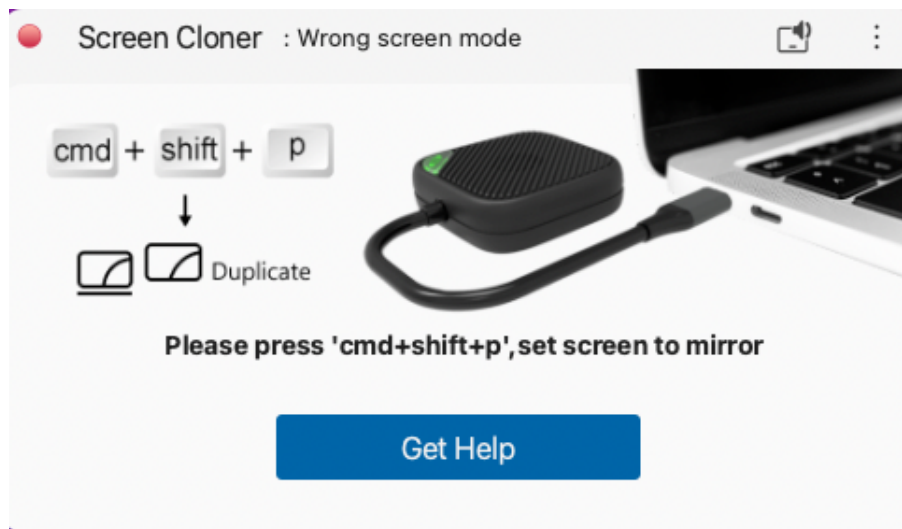 Screen Cloner : Wrong screen mode
cmd + shift + p
Duplicate
Please press 'cmd+shift+p',set screen to mirror
Get Help